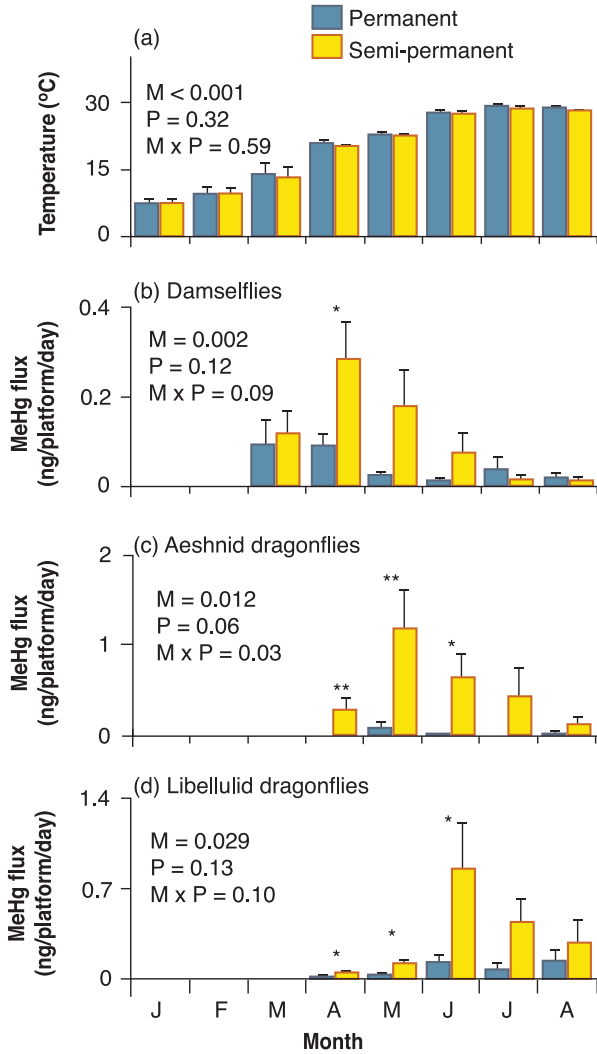 Permanent
Semi-permanent
(a)
M < 0.001
P = 0.32
M x P = 0.59
Temperature (ºC)
30
15
0
(b) Damselflies
M = 0.002
P = 0.12
M x P = 0.09
MeHg flux
(ng/platform/day)
0.4
0.2
0
*
(c) Aeshnid dragonflies
M = 0.012
P = 0.06
M x P = 0.03
MeHg flux
(ng/platform/day)
2
1
0
**
**
*
(d) Libellulid dragonflies
M = 0.029
P = 0.13
M x P = 0.10
MeHg flux
(ng/platform/day)
1.4
0.7
0
*
*
*
J F M A M J J A
Month